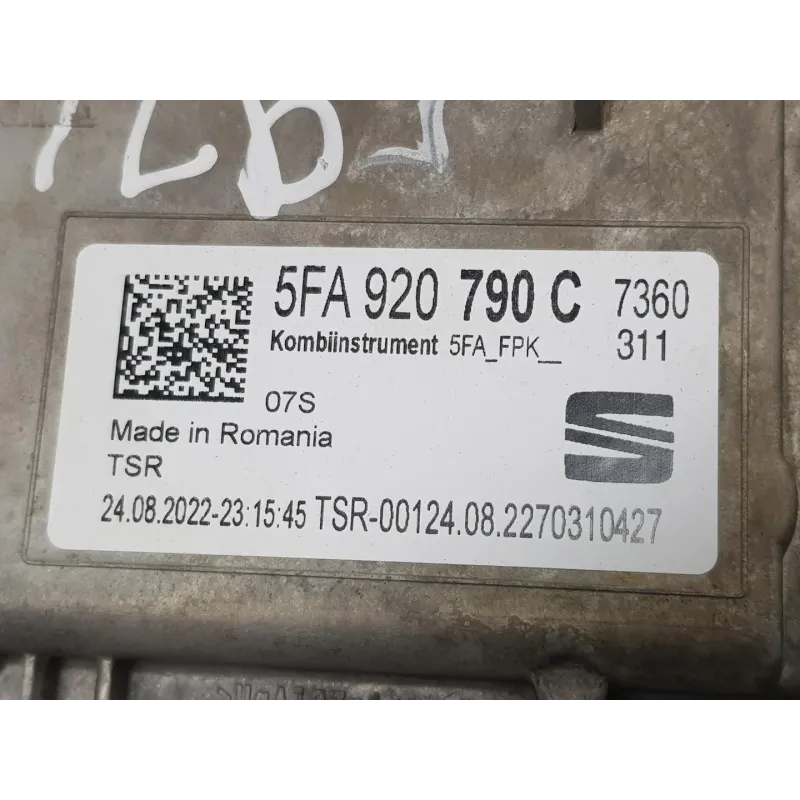 5FA 920 790 C 7360
Kombiinstrument 5FA_FPK__ 311
07S
Made in Romania
TSR
24.08.2022-23:15:45 TSR-00124.08.2270310427